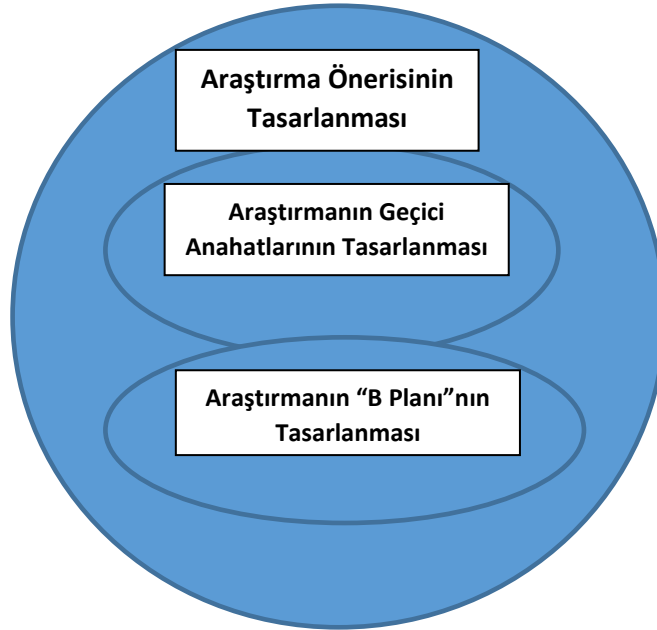 Araştırma Önerisinin
Tasarlanması
Araştırmanın Geçici
Anahatlarının Tasarlanması
Araştırmanın “B Planı”nın
Tasarlanması